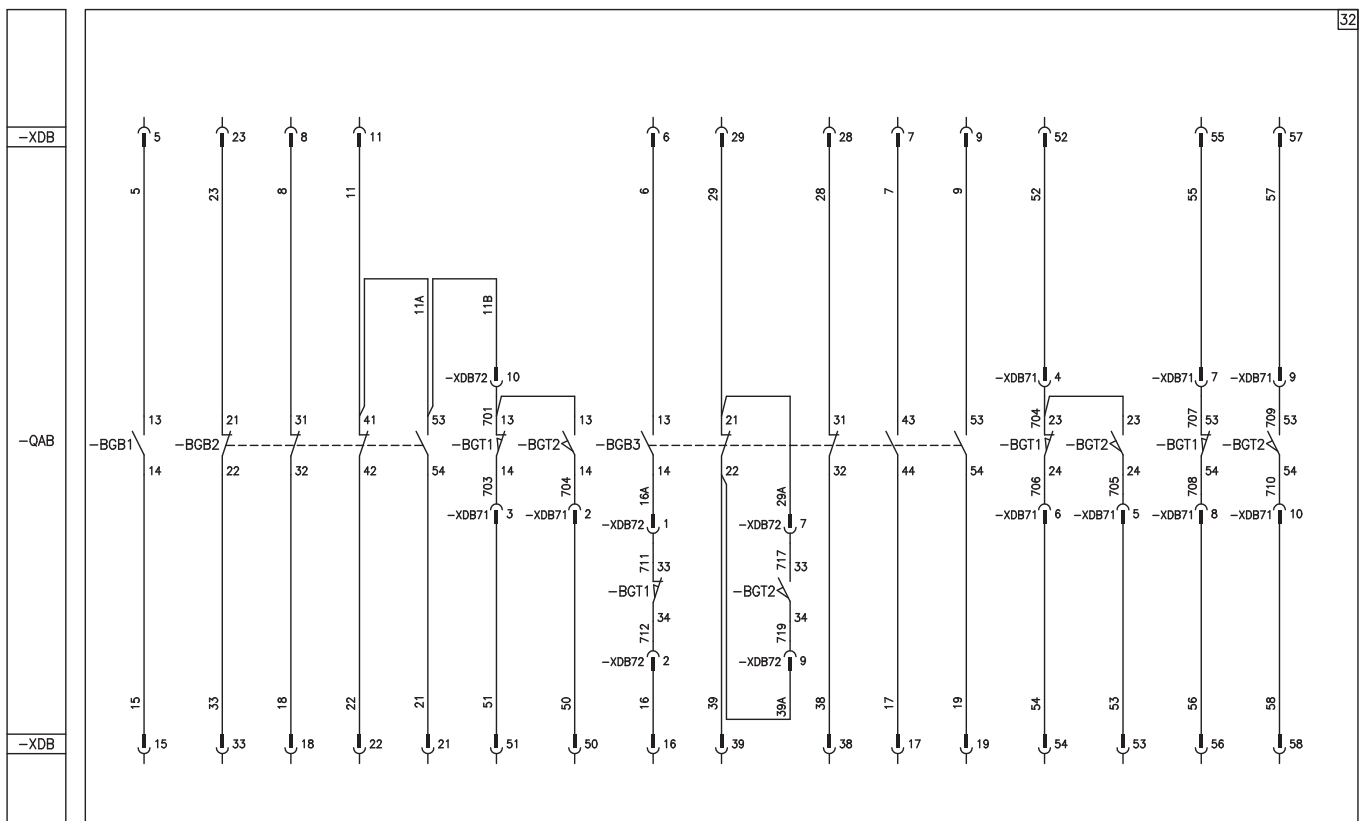 32
-XDB 5 23 8 11 6 29 28 7 9 52 55 57
5 23 8 11 6 29 28 7 9 52 55 57
11A 11B
-XDB72 10 -XDB71 4 -XDB71 7 -XDB71 9
701 704 707 709
13 21 31 41 53 13 13 13 21 31 43 53 23 23 53 53
-QAB -BGB1 -BGB2 -BGT1 -BGT2 -BGB3 -BGT1 -BGT2 -BGT1 -BGT2
14 22 32 42 54 14 14 14 22 32 44 54 24 24 54 54
703 704 16A 29A 706 705 708 710
-XDB71 3 -XDB71 2 -XDB72 1 -XDB72 7 -XDB71 6 -XDB71 5 -XDB71 8 -XDB71 10
711 33 717 33
-BGT1 -BGT2
712 34 719 34
-XDB72 2 -XDB72 9
15 33 18 22 21 51 50 16 39 39A 38 17 19 54 53 56 58
-XDB 15 33 18 22 21 51 50 16 39 38 17 19 54 53 56 58